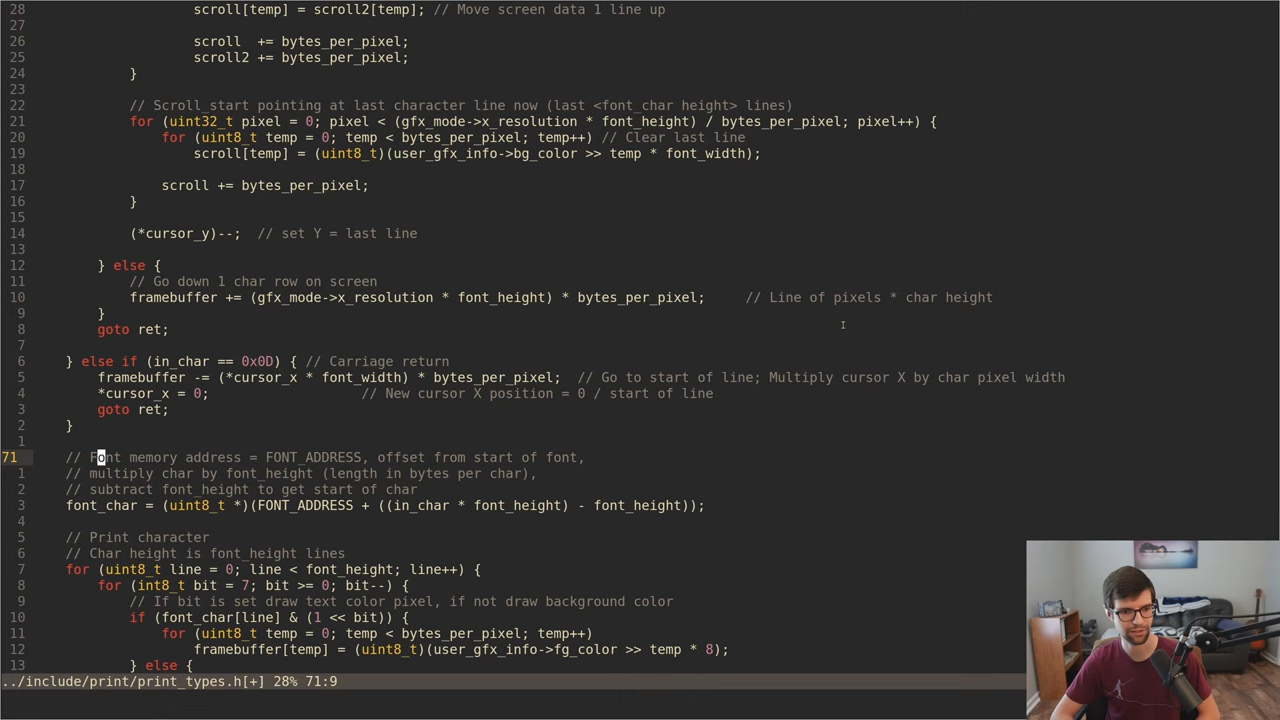 28                    scroll[temp] = scroll2[temp]; // Move screen data 1 line up
27
26                    scroll  += bytes_per_pixel;
25                    scroll2 += bytes_per_pixel;
24            }
23
22            // Scroll_start pointing at last character line now (last <font_char height> lines)
21            for (uint32_t pixel = 0; pixel < (gfx_mode->x_resolution * font_height) / bytes_per_pixel; pixel++) {
20                for (uint8_t temp = 0; temp < bytes_per_pixel; temp++) // Clear last line
19                    scroll[temp] = (uint8_t)(user_gfx_info->bg_color >> temp * font_width);
18
17                scroll += bytes_per_pixel;
16            }
15
14            (*cursor_y)--;  // set Y = last line
13
12        } else {
11            // Go down 1 char row on screen
10            framebuffer += (gfx_mode->x_resolution * font_height) * bytes_per_pixel;     // Line of pixels * char height
9        }
8        goto ret;
7
6    } else if (in_char == 0x0D) { // Carriage return
5        framebuffer -= (*cursor_x * font_width) * bytes_per_pixel;  // Go to start of line; Multiply cursor X by char pixel width
4        *cursor_x = 0;                   // New cursor X position = 0 / start of line
3        goto ret;
2    }
1
71    // Font memory address = FONT_ADDRESS, offset from start of font,
1    // multiply char by font_height (length in bytes per char),
2    // subtract font_height to get start of char
3    font_char = (uint8_t *)(FONT_ADDRESS + ((in_char * font_height) - font_height));
4
5    // Print character
6    // Char height is font_height lines
7    for (uint8_t line = 0; line < font_height; line++) {
8        for (int8_t bit = 7; bit >= 0; bit--) {
9            // If bit is set draw text color pixel, if not draw background color
10            if (font_char[line] & (1 << bit)) {
11                for (uint8_t temp = 0; temp < bytes_per_pixel; temp++)
12                    framebuffer[temp] = (uint8_t)(user_gfx_info->fg_color >> temp * 8);
13            } else {
../include/print/print_types.h[+] 28% 71:9